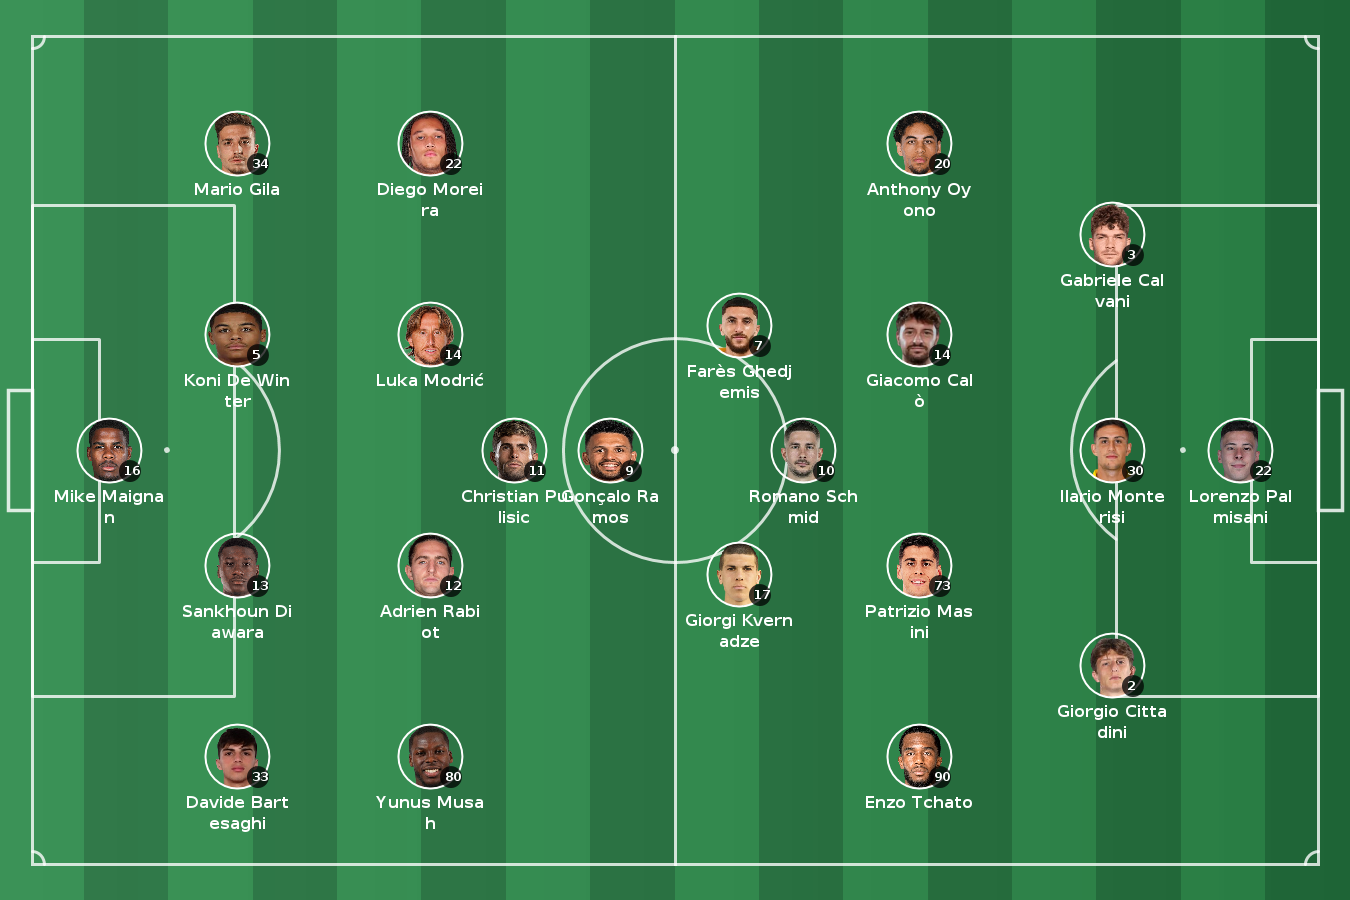 34
Mario Gila
22
Diego Morei
ra
20
Anthony Oy
ono
3
Gabriele Cal
vani
5
Koni De Win
ter
14
Luka Modrić
7
Farès Ghedj
emis
14
Giacomo Cal
ò
16
Mike Maigna
n
11
Christian Pu
lisic
9
Gonçalo Ra
mos
10
Romano Sch
mid
30
Ilario Monte
risi
22
Lorenzo Pal
misani
13
Sankhoun Di
awara
12
Adrien Rabi
ot
17
Giorgi Kvern
adze
73
Patrizio Mas
ini
2
Giorgio Citta
dini
33
Davide Bart
esaghi
80
Yunus Musa
h
90
Enzo Tchato